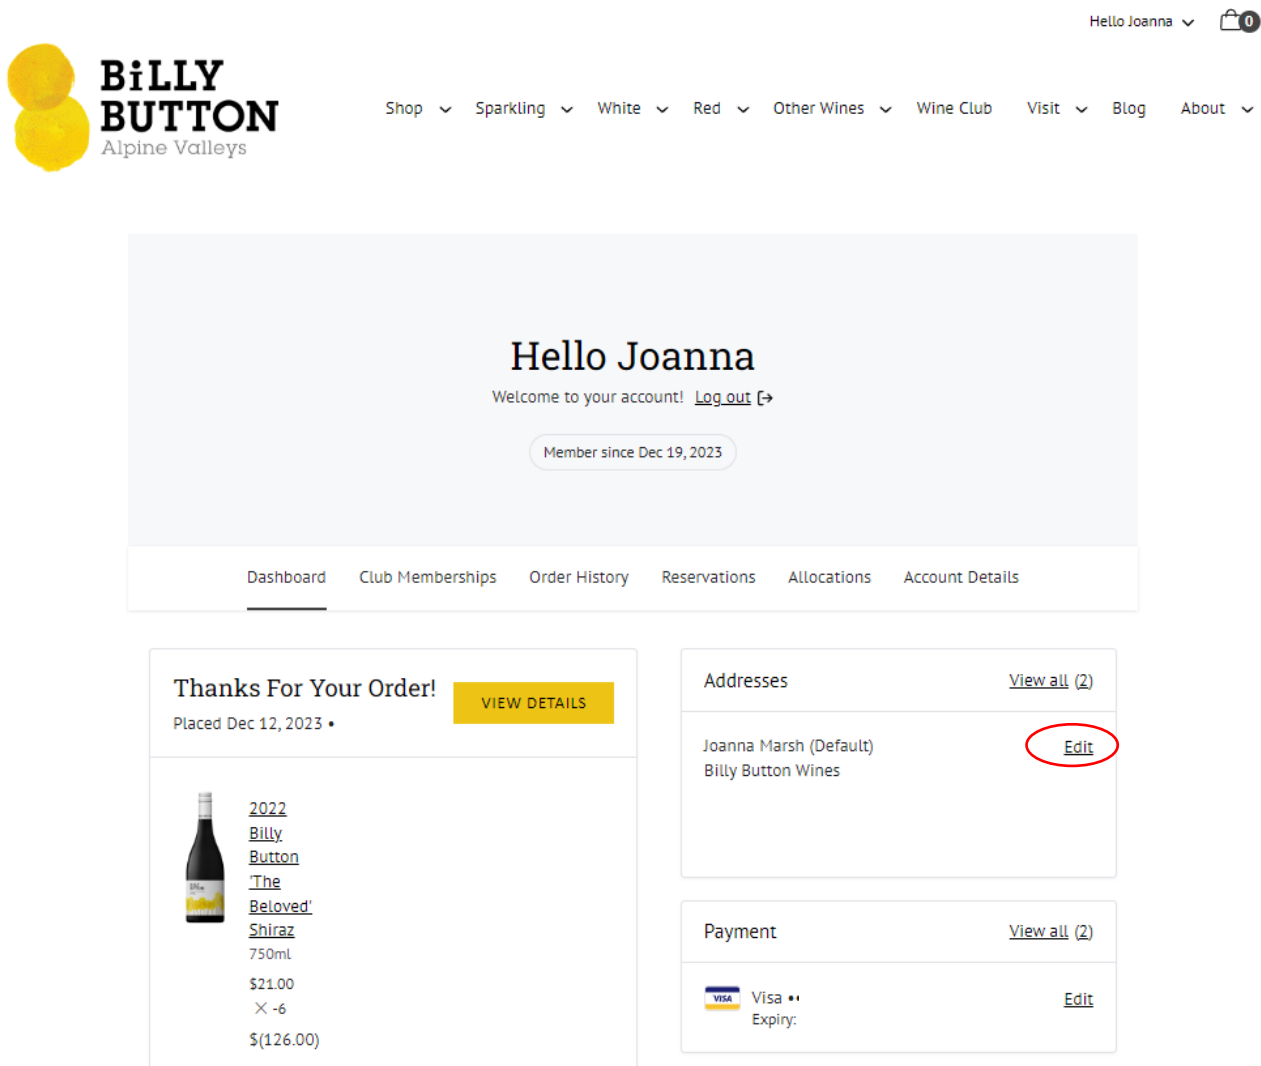 Hello Joanna
0
BiLLY
BUTTON
Alpine Valleys
Shop Sparkling White Red Other Wines Wine Club Visit Blog About
Hello Joanna
Welcome to your account! Log out
Member since Dec 19, 2023
Dashboard Club Memberships Order History Reservations Allocations Account Details
Thanks For Your Order!
VIEW DETAILS
Placed Dec 12, 2023 •
2022
Billy
Button
'The
Beloved'
Shiraz
750ml
$21.00
× -6
$(126.00)
Addresses View all (2)
Joanna Marsh (Default) Edit
Billy Button Wines
Payment View all (2)
VISA Visa •• Edit
Expiry: